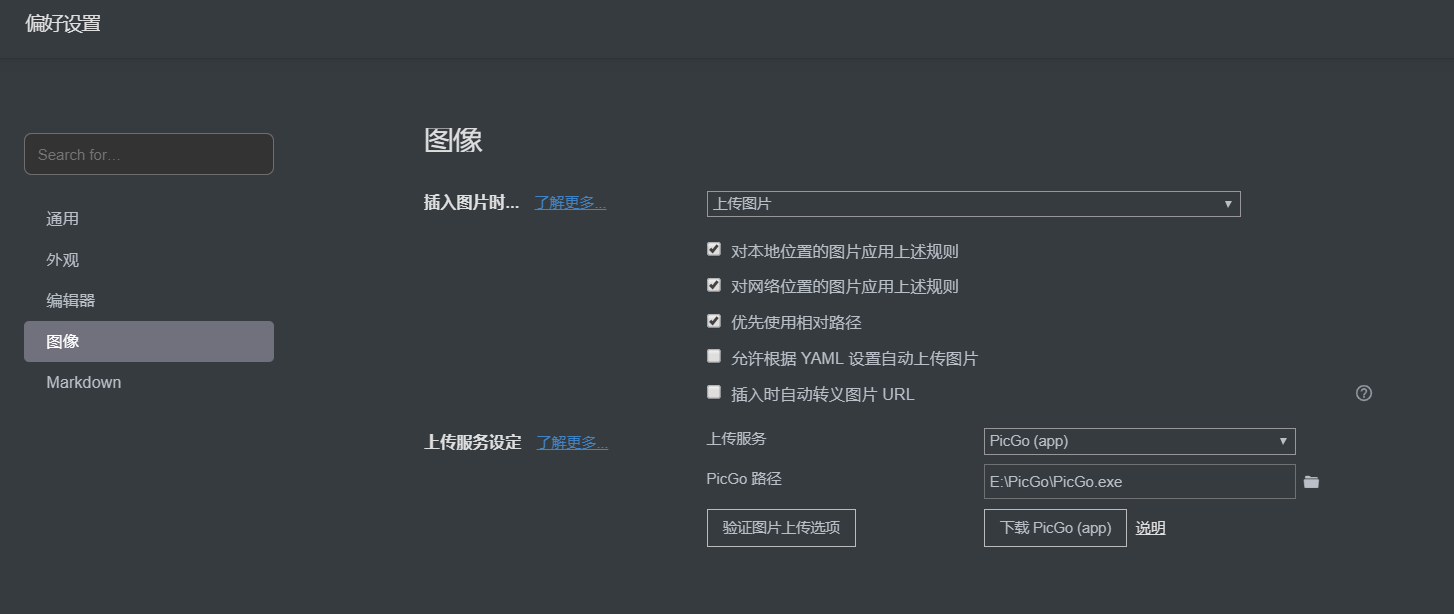 偏好设置
Search for...
通用
外观
编辑器
图像
Markdown
图像
插入图片时... 了解更多... 上传图片
对本地位置的图片应用上述规则
对网络位置的图片应用上述规则
优先使用相对路径
允许根据 YAML 设置自动上传图片
插入时自动转义图片 URL
上传服务设定 了解更多... 上传服务 PicGo (app)
PicGo 路径 E:\PicGo\PicGo.exe
验证图片上传选项 下载 PicGo (app) 说明